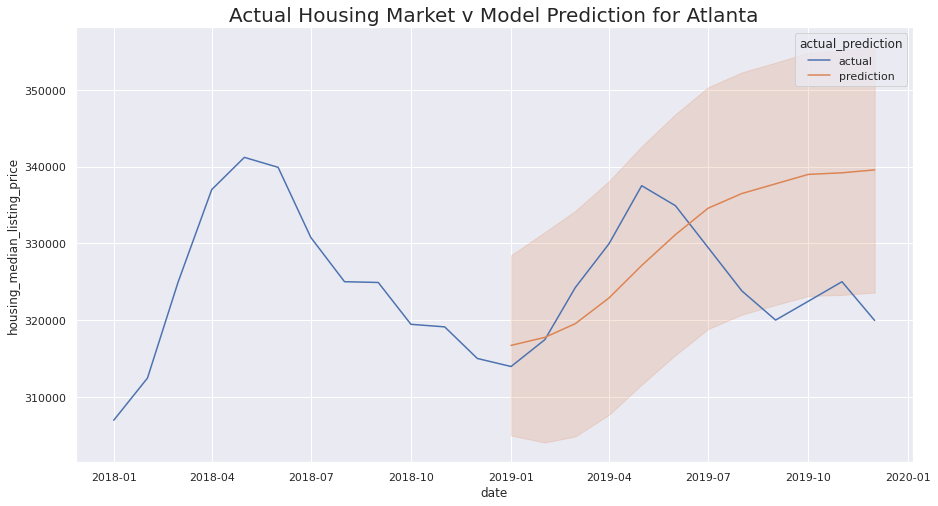 Actual Housing Market v Model Prediction for Atlanta
actual_prediction
actual
prediction
housing_median_listing_price
350000
340000
330000
320000
310000
2018-01
2018-04
2018-07
2018-10
2019-01
2019-04
2019-07
2019-10
2020-01
date